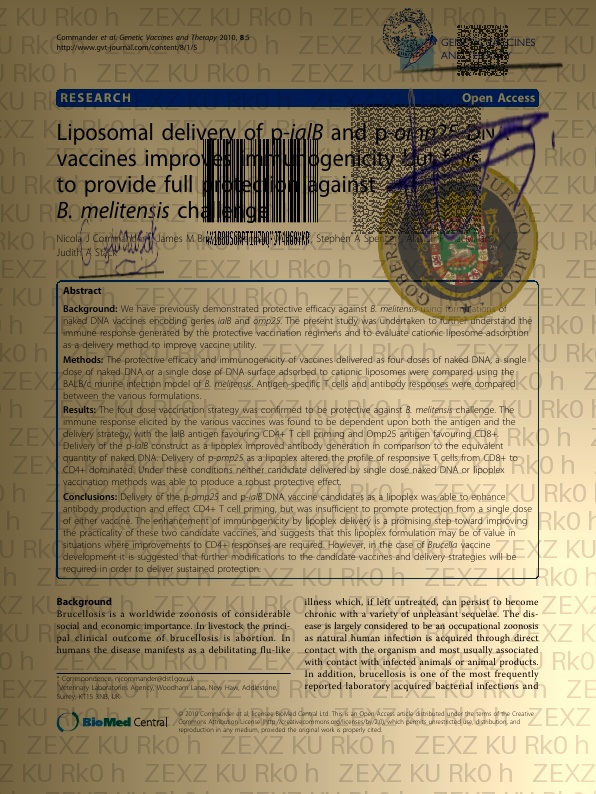 Commander et al. Genetic Vaccines and Therapy 2010, 8:5
http://www.gvt-journal.com/content/8/1/5
RESEARCH Open Access
Liposomal delivery of p-ialB and p-omp25 DNA
vaccines improves immunogenicity but fails
to provide full protection against
B. melitensis challenge
Nicola J James M Stephen A
Judith A
Abstract
Background: We have previously demonstrated protective efficacy against B. melitensis using formulations of
naked DNA vaccines encoding genes ialB and omp25. The present study was undertaken to further understand the
immune response generated by the protective vaccination regimens and to evaluate cationic liposome adsorption
as a delivery method to improve vaccine utility.
Methods: The protective efficacy and immunogenicity of vaccines delivered as four doses of naked DNA, a single
dose of naked DNA or a single dose of DNA surface adsorbed to cationic liposomes were compared using the
BALB/c murine infection model of B. melitensis. Antigen-specific T cells and antibody responses were compared
between the various formulations.
Results: The four dose vaccination strategy was confirmed to be protective against B. melitensis challenge. The
immune response elicited by the various vaccines was found to be dependent upon both the antigen and the
delivery strategy, with the IalB antigen favouring CD4+ T cell priming and Omp25 antigen favouring CD8+.
Delivery of the p-ialB construct as a lipoplex improved antibody generation in comparison to the equivalent
quantity of naked DNA. Delivery of p-omp25 as a lipoplex altered the profile of responsive T cells from CD8+ to
CD4+ dominated. Under these conditions neither candidate delivered by single dose naked DNA or lipoplex
vaccination methods was able to produce a robust protective effect.
Conclusions: Delivery of the p-omp25 and p-ialB DNA vaccine candidates as a lipoplex was able to enhance
antibody production and effect CD4+ T cell priming, but was insufficient to promote protection from a single dose
of either vaccine. The enhancement of immunogenicity by lipoplex delivery is a promising step toward improving
the practicality of these two candidate vaccines, and suggests that this lipoplex formulation may be of value in
situations where improvements to CD4+ responses are required. However, in the case of Brucella vaccine
development it is suggested that further modifications to the candidate vaccines and delivery strategies will be
required in order to deliver sustained protection.
Background
Brucellosis is a worldwide zoonosis of considerable
social and economic importance. In livestock the princi-
pal clinical outcome of brucellosis is abortion. In
humans the disease manifests as a debilitating flu-like
illness which, if left untreated, can persist to become
chronic with a variety of unpleasant sequelae. The dis-
ease is largely considered to be an occupational zoonosis
as natural human infection is acquired through direct
contact with the organism and most usually associated
with contact with infected animals or animal products.
In addition, brucellosis is one of the most frequently
reported laboratory acquired bacterial infections and
* Correspondence: njcommander@dstl.gov.uk
Veterinary Laboratories Agency, Woodham Lane, New Haw, Addlestone,
Surrey, KT15 3NB, UK
BioMed Central
© 2010 Commander et al; licensee BioMed Central Ltd. This is an Open Access article distributed under the terms of the Creative
Commons Attribution License (http://creativecommons.org/licenses/by/2.0), which permits unrestricted use, distribution, and
reproduction in any medium, provided the original work is properly cited.
GOBIERNO PUERTO RICO
ZEXZ KU Rk0 h